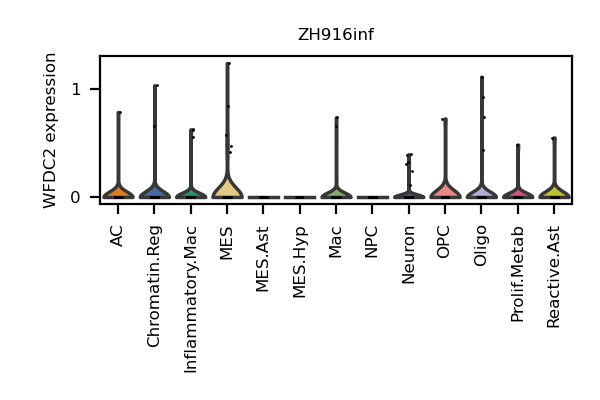 ZH916inf
WFDC2 expression
1
0
AC
Chromatin.Reg
Inflammatory.Mac
MES
MES.Ast
MES.Hyp
Mac
NPC
Neuron
OPC
Oligo
Prolif.Metab
Reactive.Ast